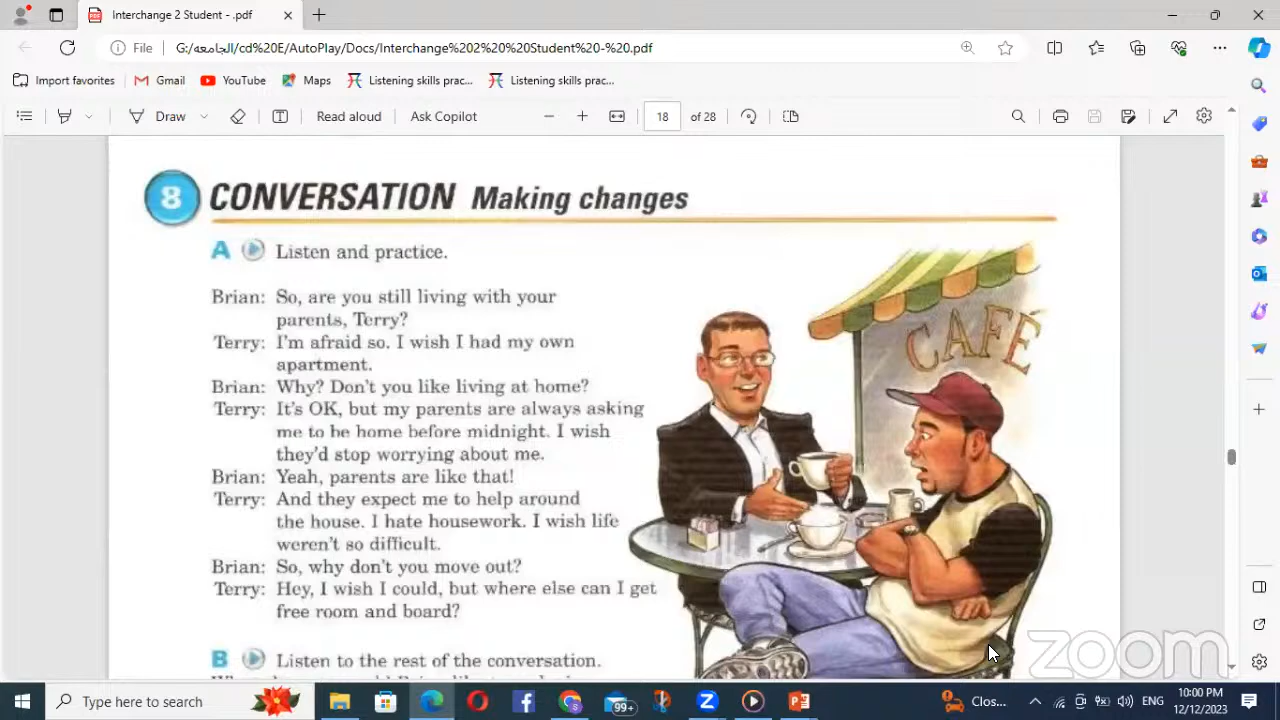 Interchange 2 Student - .pdf
File
G:/الجامعه/cd%20E/AutoPlay/Docs/Interchange%202%20%20Student%20-%20.pdf
Import favorites
Gmail
YouTube
Maps
Listening skills prac...
Listening skills prac...
Draw
Read aloud
Ask Copilot
18
of 28
8 CONVERSATION Making changes
A Listen and practice.
Brian: So, are you still living with your
parents, Terry?
Terry: I'm afraid so. I wish I had my own
apartment.
Brian: Why? Don't you like living at home?
Terry: It's OK, but my parents are always asking
me to be home before midnight. I wish
they'd stop worrying about me.
Brian: Yeah, parents are like that!
Terry: And they expect me to help around
the house. I hate housework. I wish life
weren't so difficult.
Brian: So, why don't you move out?
Terry: Hey, I wish I could, but where else can I get
free room and board?
CAFÉ
B Listen to the rest of the conversation.
zoom
Type here to search
99+
Clos...
ENG
10:00 PM
12/12/2023